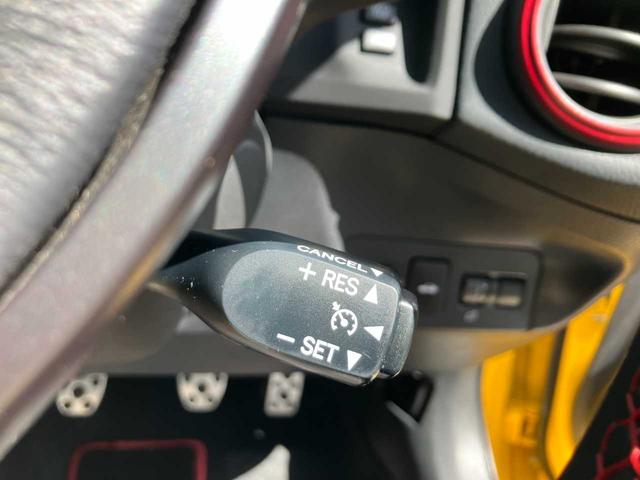 CANCEL▼
+ RES ▲
◀
− SET ▼